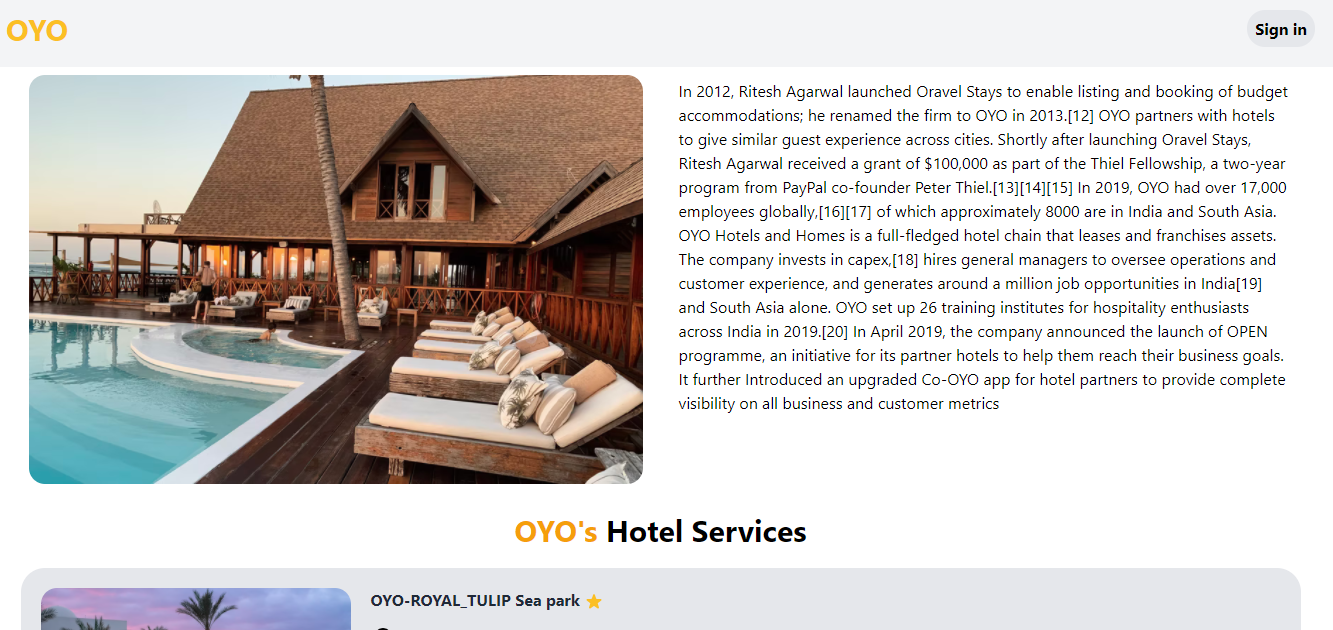 OYO
Sign in
In 2012, Ritesh Agarwal launched Oravel Stays to enable listing and booking of budget
accommodations; he renamed the firm to OYO in 2013.[12] OYO partners with hotels
to give similar guest experience across cities. Shortly after launching Oravel Stays,
Ritesh Agarwal received a grant of $100,000 as part of the Thiel Fellowship, a two-year
program from PayPal co-founder Peter Thiel.[13][14][15] In 2019, OYO had over 17,000
employees globally,[16][17] of which approximately 8000 are in India and South Asia.
OYO Hotels and Homes is a full-fledged hotel chain that leases and franchises assets.
The company invests in capex,[18] hires general managers to oversee operations and
customer experience, and generates around a million job opportunities in India[19]
and South Asia alone. OYO set up 26 training institutes for hospitality enthusiasts
across India in 2019.[20] In April 2019, the company announced the launch of OPEN
programme, an initiative for its partner hotels to help them reach their business goals.
It further Introduced an upgraded Co-OYO app for hotel partners to provide complete
visibility on all business and customer metrics
OYO's Hotel Services
OYO-ROYAL_TULIP Sea park